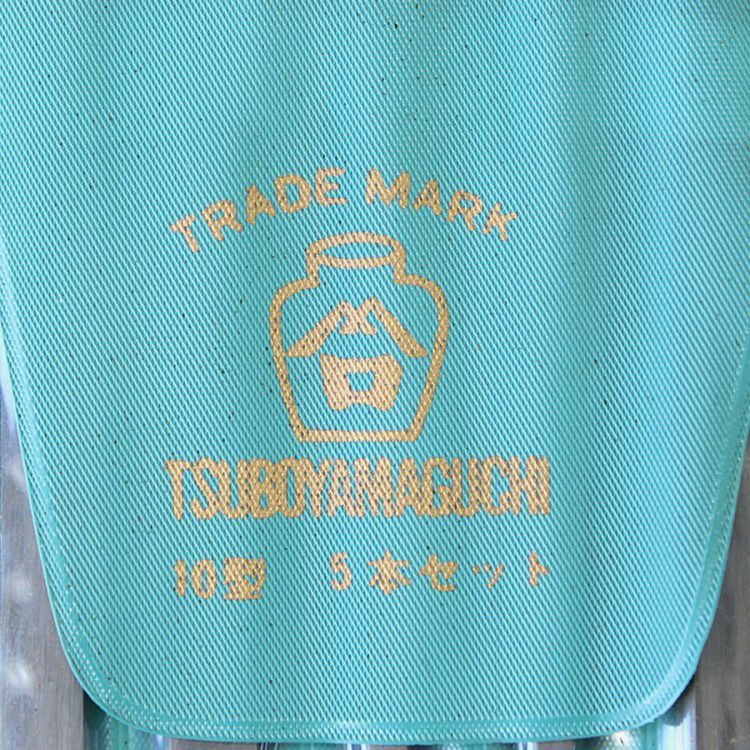 TRADE MARK
TSUBOYAMAGUCHI
10型 5本セット